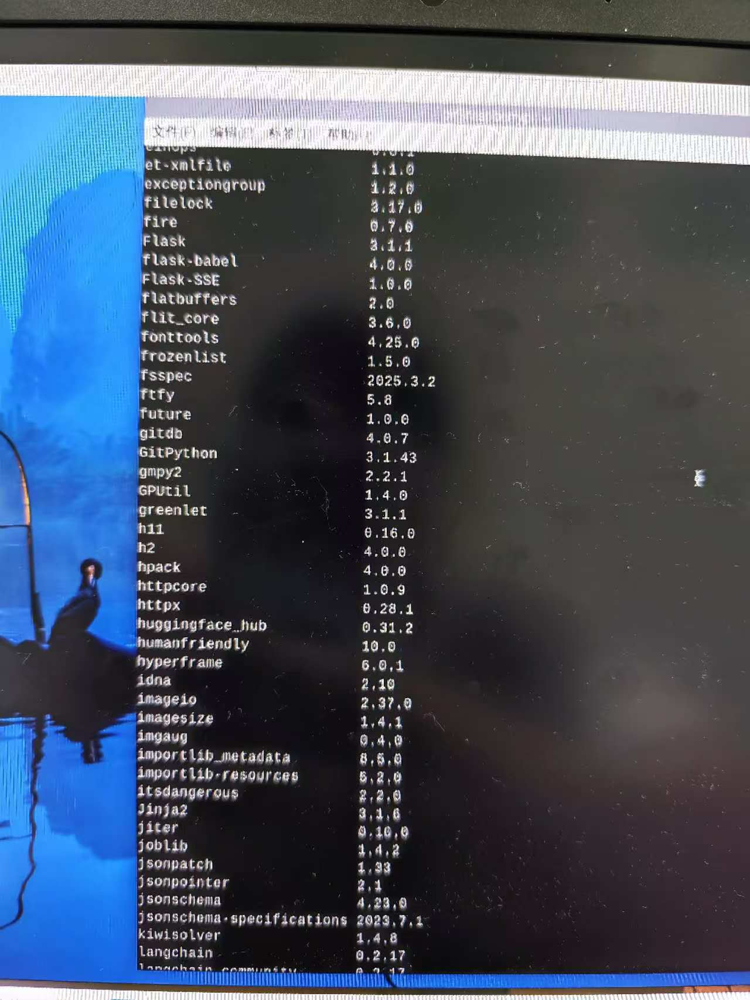 文件(F) 编辑(E) 标签(T) 帮助(H)
einops 0.8.1
et-xmlfile 1.1.0
exceptiongroup 1.2.0
filelock 3.17.0
fire 0.7.0
Flask 3.1.1
flask-babel 4.0.0
Flask-SSE 1.0.0
flatbuffers 2.0
flit_core 3.6.0
fonttools 4.25.0
frozenlist 1.5.0
fsspec 2025.3.2
ftfy 5.8
future 1.0.0
gitdb 4.0.7
GitPython 3.1.43
gmpy2 2.2.1
GPUtil 1.4.0
greenlet 3.1.1
h11 0.16.0
h2 4.0.0
hpack 4.0.0
httpcore 1.0.9
httpx 0.28.1
huggingface_hub 0.31.2
humanfriendly 10.0
hyperframe 6.0.1
idna 2.10
imageio 2.37.0
imagesize 1.4.1
imgaug 0.4.0
importlib_metadata 8.5.0
importlib-resources 5.2.0
itsdangerous 2.2.0
Jinja2 3.1.6
jiter 0.10.0
joblib 1.4.2
jsonpatch 1.33
jsonpointer 2.1
jsonschema 4.23.0
jsonschema-specifications 2023.7.1
kiwisolver 1.4.8
langchain 0.2.17
langchain-community 0.2.17